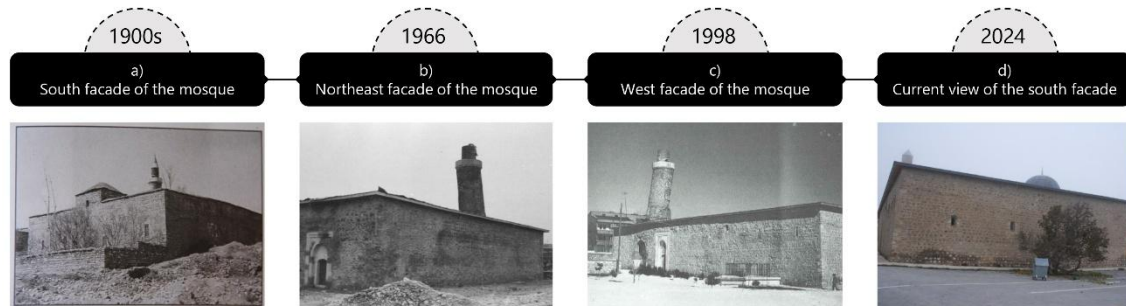 1900s
a)
South facade of the mosque
1966
b)
Northeast facade of the mosque
1998
c)
West facade of the mosque
2024
d)
Current view of the south facade